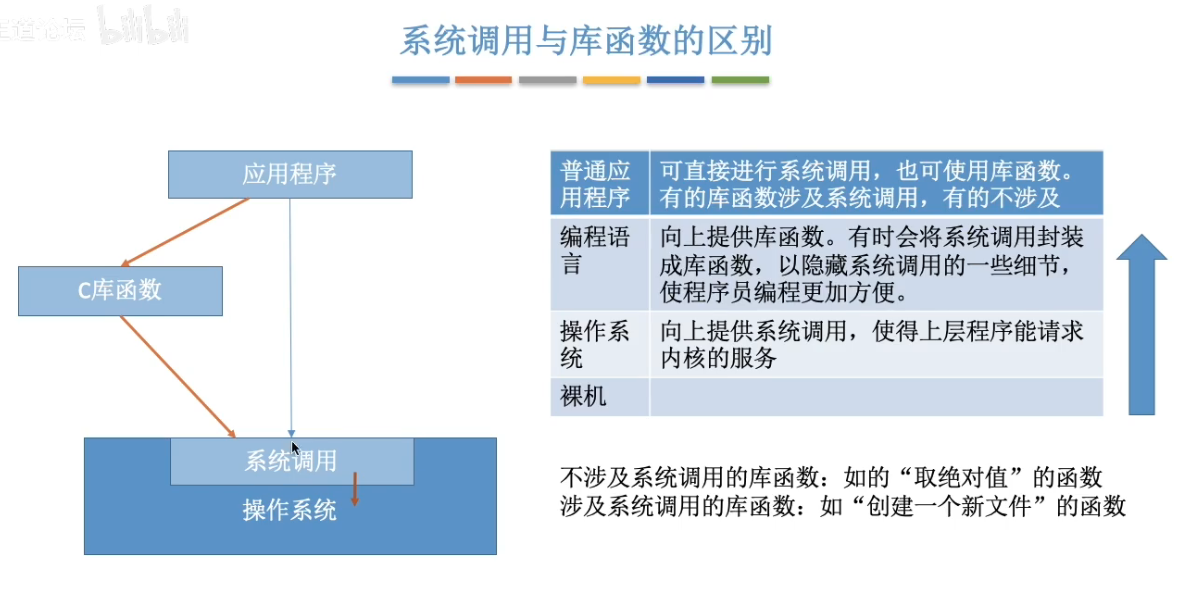 道论坛 bilibili
系统调用与库函数的区别
应用程序
C库函数
系统调用
操作系统
普通应
用程序
可直接进行系统调用，也可使用库函数。
有的库函数涉及系统调用，有的不涉及
编程语
言
向上提供库函数。有时会将系统调用封装
成库函数，以隐藏系统调用的一些细节，
使程序员编程更加方便。
操作系
统
向上提供系统调用，使得上层程序能请求
内核的服务
裸机
不涉及系统调用的库函数：如的“取绝对值”的函数
涉及系统调用的库函数：如“创建一个新文件”的函数